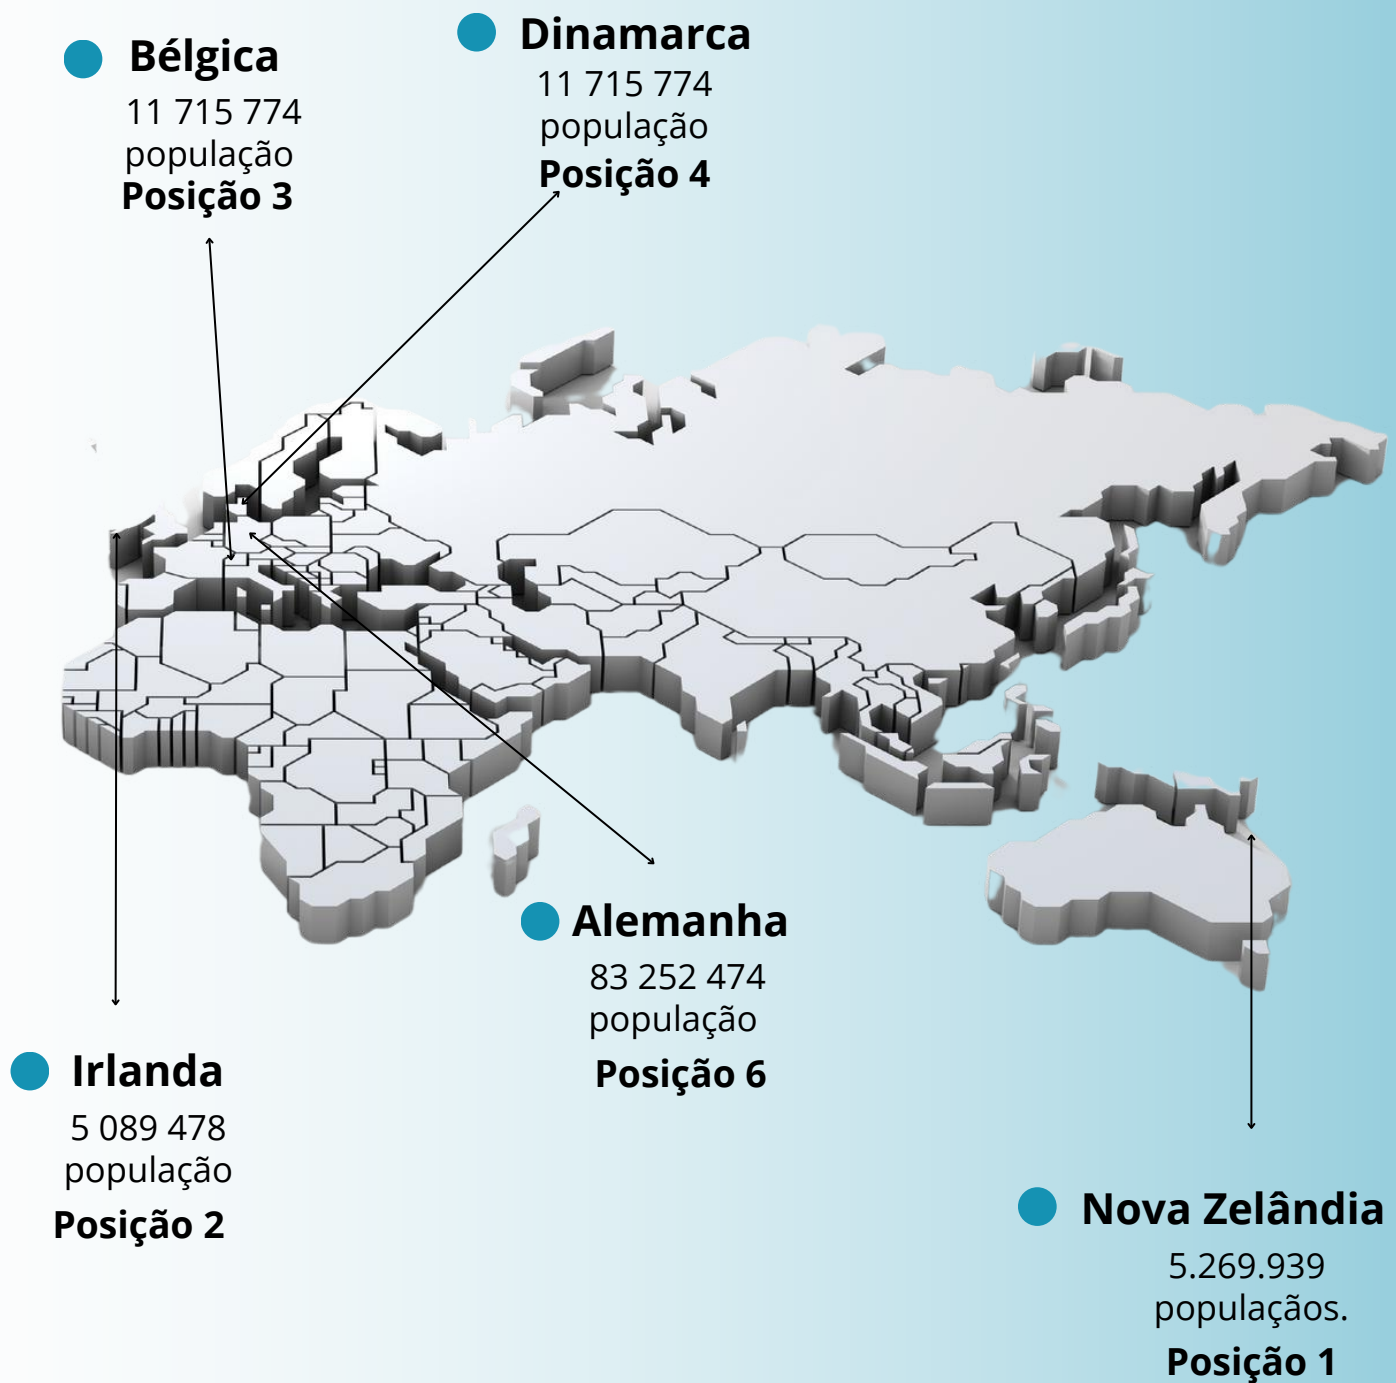 Bélgica
11 715 774
população
Posição 3
Dinamarca
11 715 774
população
Posição 4
Alemanha
83 252 474
população
Posição 6
Irlanda
5 089 478
população
Posição 2
Nova Zelândia
5.269.939
populaçãos.
Posição 1